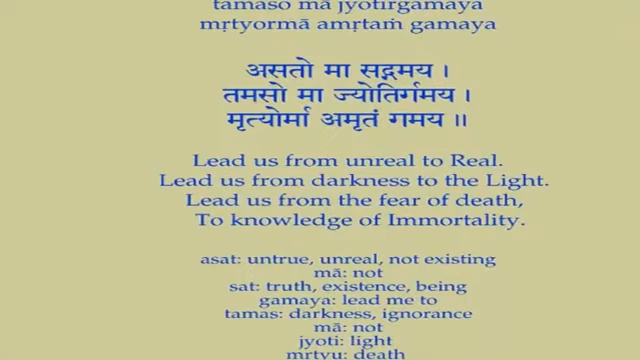 tamaso mā jyotirgamaya
mṛtyormā amṛtaṁ gamaya
असतो मा सद्गमय ।
तमसो मा ज्योतिर्गमय ।
मृत्योर्मा अमृतं गमय ॥
Lead us from unreal to Real.
Lead us from darkness to the Light.
Lead us from the fear of death,
To knowledge of Immortality.
asat: untrue, unreal, not existing
mā: not
sat: truth, existence, being
gamaya: lead me to
tamas: darkness, ignorance
mā: not
jyoti: light
mṛtyu: death